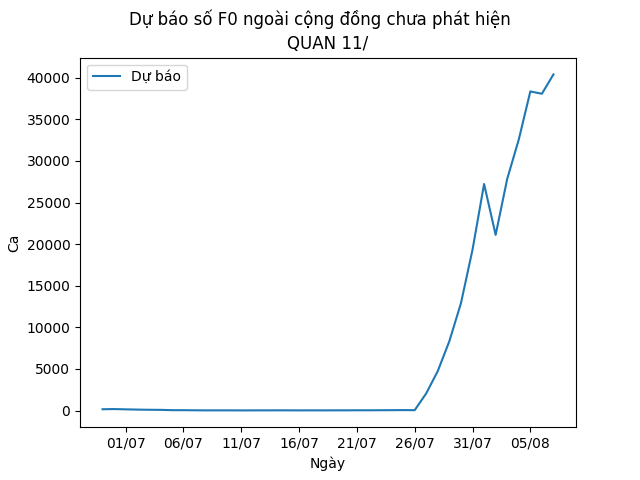 Dự báo số F0 ngoài cộng đồng chưa phát hiện
QUAN 11/
Dự báo
40000
35000
30000
25000
20000
15000
10000
5000
0
Ca
01/07 06/07 11/07 16/07 21/07 26/07 31/07 05/08
Ngày